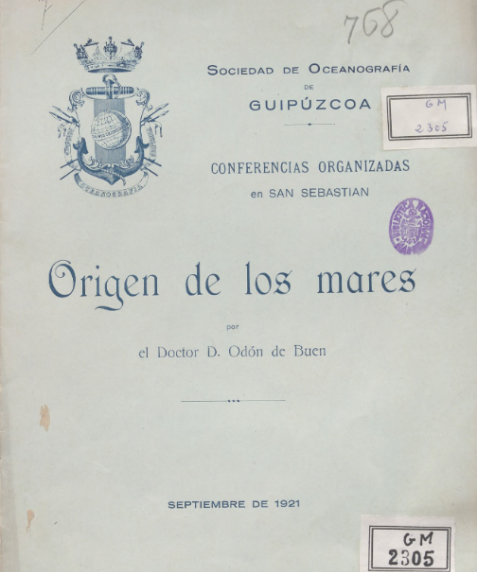 768
SOCIEDAD DE OCEANOGRAFÍA
DE
GUIPÚZCOA
GM
2305
CONFERENCIAS ORGANIZADAS
en SAN SEBASTIAN
OCEANOGRAFIA
Origen de los mares
por
el Doctor D. Odón de Buen
SEPTIEMBRE DE 1921
GM
2305